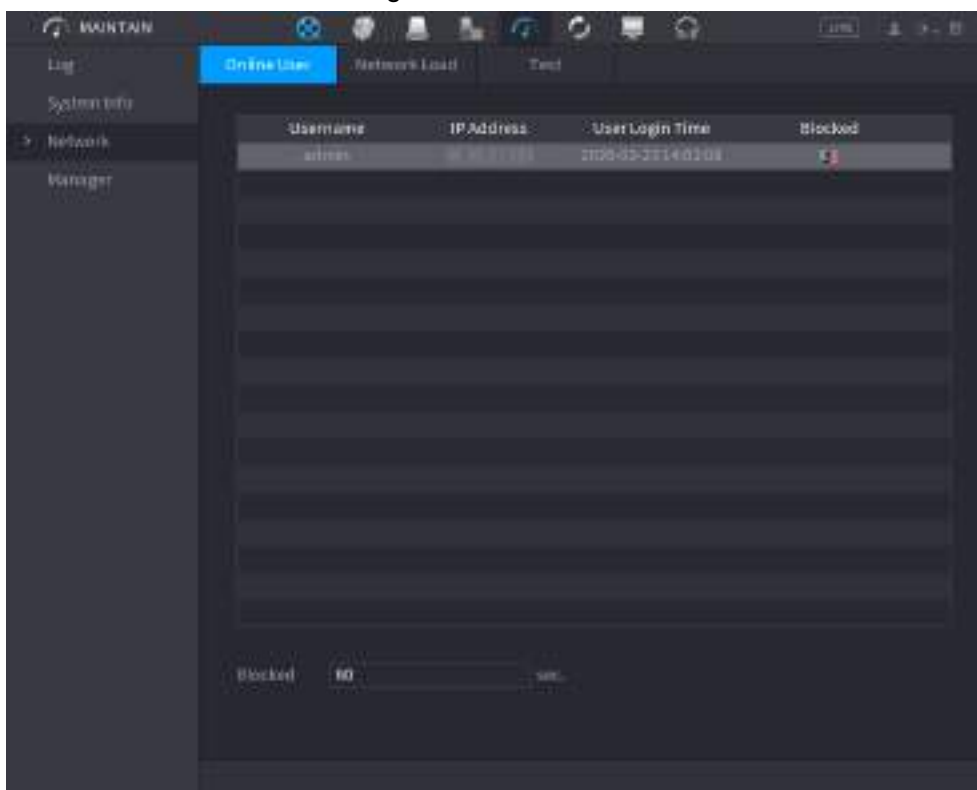 MAINTAIN
LIVE
Log
Online User Network Load Test
System Info
Network
Manager
Username IP Address User Login Time Blocked
admin
Blocked 60 sec.